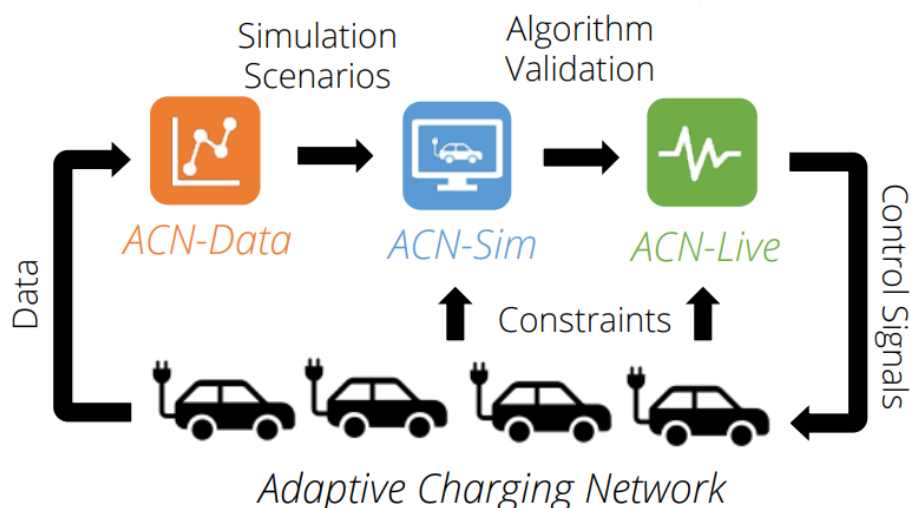 Simulation
Scenarios
Algorithm
Validation
ACN-Data
ACN-Sim
ACN-Live
Data
Constraints
Control Signals
Adaptive Charging Network